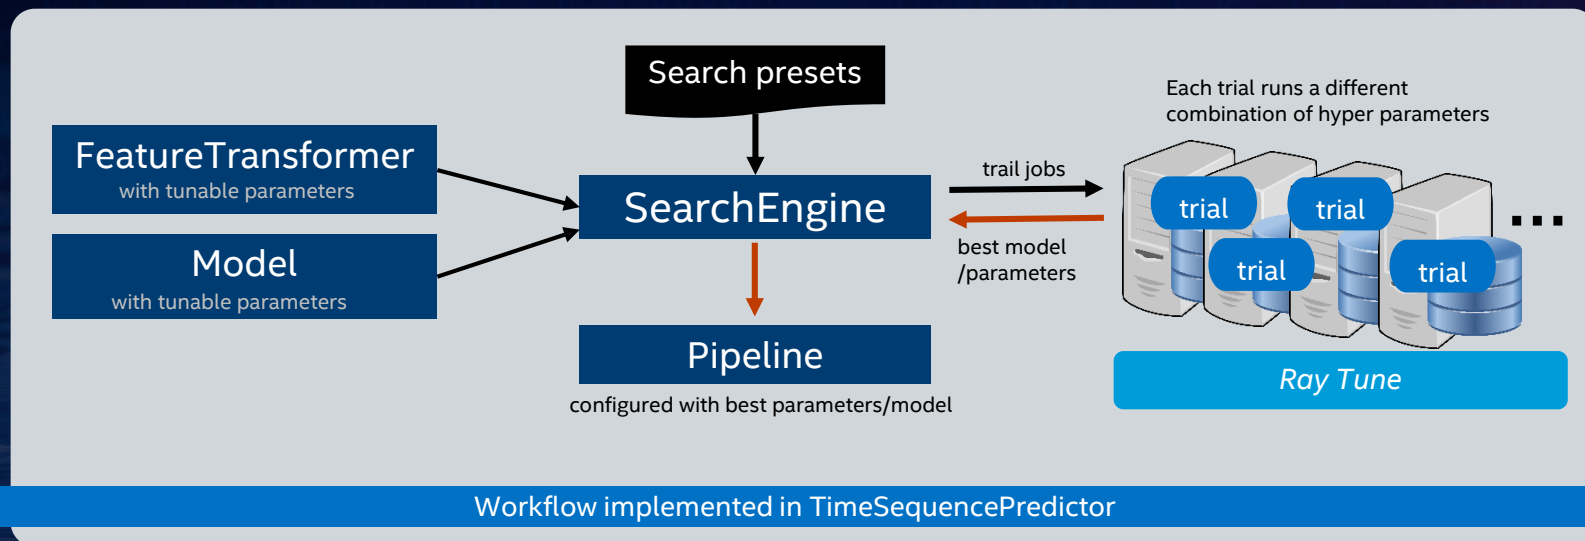 Search presets
Each trial runs a different
combination of hyper parameters
FeatureTransformer
with tunable parameters
SearchEngine
trail jobs
best model
/parameters
trial
trial
trial
trial
...
Model
with tunable parameters
Pipeline
configured with best parameters/model
Ray Tune
Workflow implemented in TimeSequencePredictor